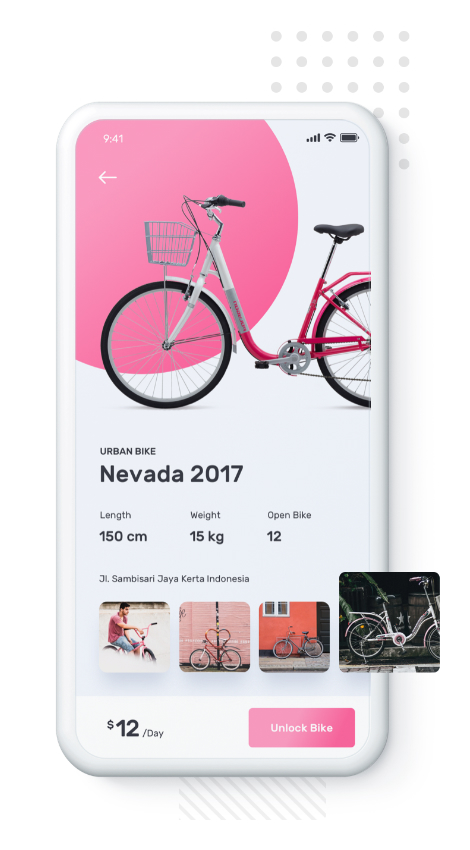 9:41
URBAN BIKE
Nevada 2017
Length Weight Open Bike
150 cm 15 kg 12
Jl. Sambisari Jaya Kerta Indonesia
$12 /Day
Unlock Bike